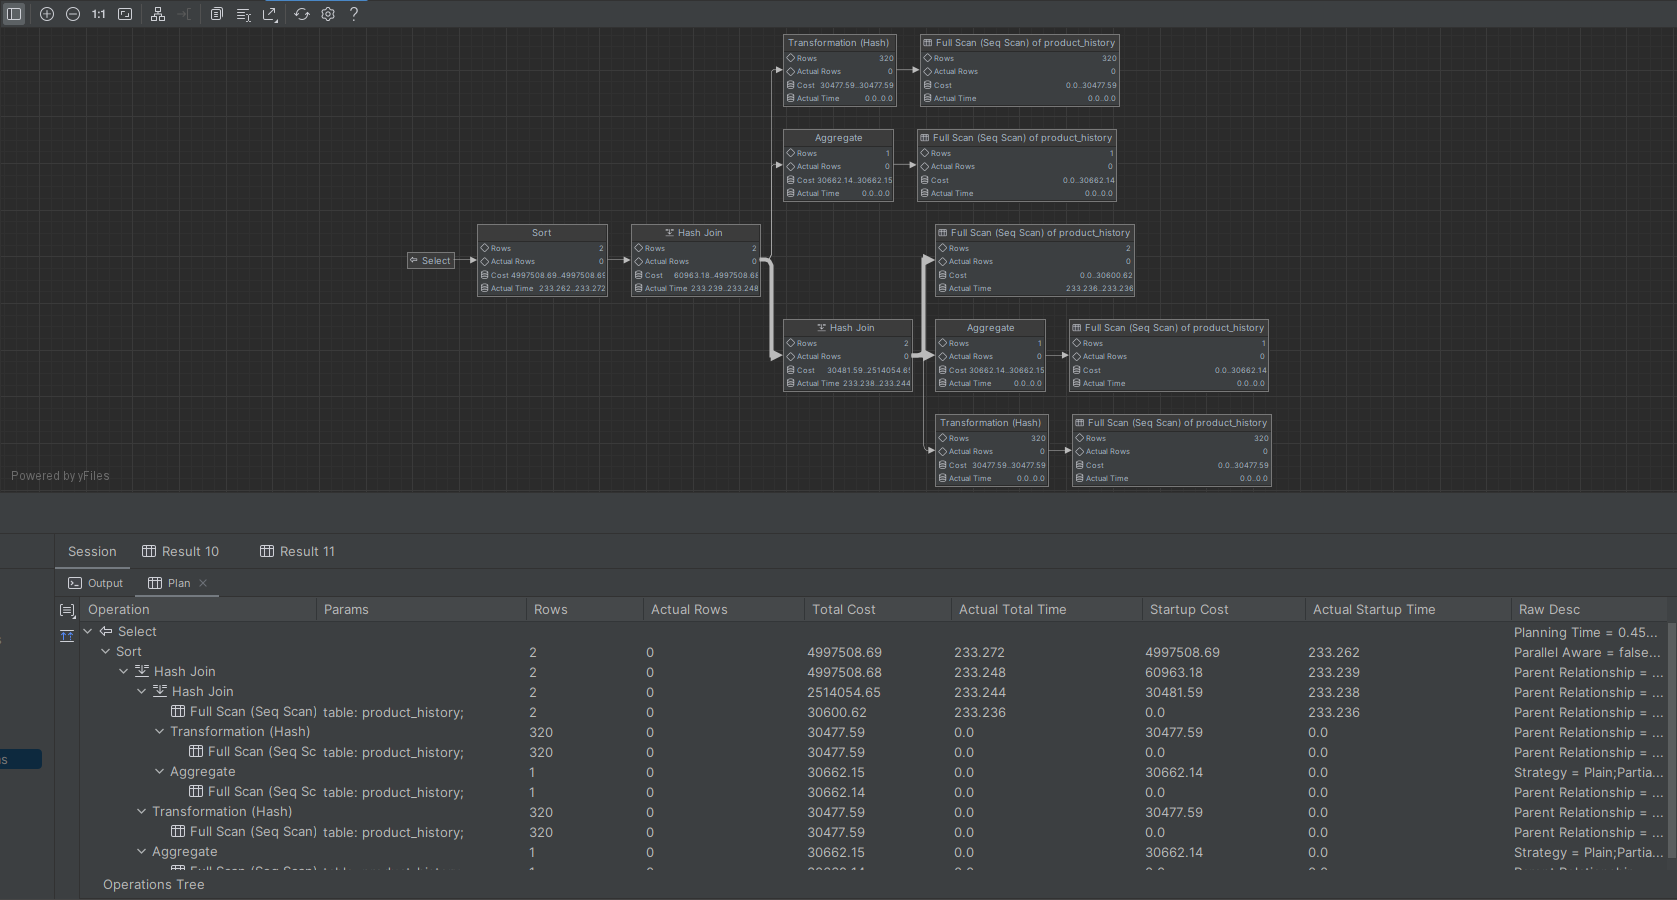 1:1
?
Transformation (Hash)
Rows 320
Actual Rows 0
Cost 30477.59..30477.59
Actual Time 0.0..0.0
Full Scan (Seq Scan) of product_history
Rows 320
Actual Rows 0
Cost 0.0..30477.59
Actual Time 0.0..0.0
Aggregate
Rows 1
Actual Rows 0
Cost 30662.14..30662.15
Actual Time 0.0..0.0
Full Scan (Seq Scan) of product_history
Rows 1
Actual Rows 0
Cost 0.0..30662.14
Actual Time 0.0..0.0
Select
Sort
Rows 2
Actual Rows 0
Cost 4997508.69..4997508.69
Actual Time 233.262..233.272
Hash Join
Rows 2
Actual Rows 0
Cost 60963.18..4997508.68
Actual Time 233.239..233.248
Full Scan (Seq Scan) of product_history
Rows 2
Actual Rows 0
Cost 0.0..30600.62
Actual Time 233.236..233.236
Hash Join
Rows 2
Actual Rows 0
Cost 30481.59..2514054.65
Actual Time 233.238..233.244
Aggregate
Rows 1
Actual Rows 0
Cost 30662.14..30662.15
Actual Time 0.0..0.0
Full Scan (Seq Scan) of product_history
Rows 1
Actual Rows 0
Cost 0.0..30662.14
Actual Time 0.0..0.0
Transformation (Hash)
Rows 320
Actual Rows 0
Cost 30477.59..30477.59
Actual Time 0.0..0.0
Full Scan (Seq Scan) of product_history
Rows 320
Actual Rows 0
Cost 0.0..30477.59
Actual Time 0.0..0.0
Powered by yFiles
Session Result 10 Result 11
Output Plan
Operation Params Rows Actual Rows Total Cost Actual Total Time Startup Cost Actual Startup Time Raw Desc
Select Planning Time = 0.45...
Sort 2 0 4997508.69 233.272 4997508.69 233.262 Parallel Aware = false...
Hash Join 2 0 4997508.68 233.248 60963.18 233.239 Parent Relationship = ...
Hash Join 2 0 2514054.65 233.244 30481.59 233.238 Parent Relationship = ...
Full Scan (Seq Scan) table: product_history; 2 0 30600.62 233.236 0.0 233.236 Parent Relationship = ...
Transformation (Hash) 320 0 30477.59 0.0 30477.59 0.0 Parent Relationship = ...
Full Scan (Seq Sc table: product_history; 320 0 30477.59 0.0 0.0 0.0 Parent Relationship = ...
Aggregate 1 0 30662.15 0.0 30662.14 0.0 Strategy = Plain;Partia...
Full Scan (Seq Sc table: product_history; 1 0 30662.14 0.0 0.0 0.0 Parent Relationship = ...
Transformation (Hash) 320 0 30477.59 0.0 30477.59 0.0 Parent Relationship = ...
Full Scan (Seq Scan) table: product_history; 320 0 30477.59 0.0 0.0 0.0 Parent Relationship = ...
Aggregate 1 0 30662.15 0.0 30662.14 0.0 Strategy = Plain;Partia...
Operations Tree